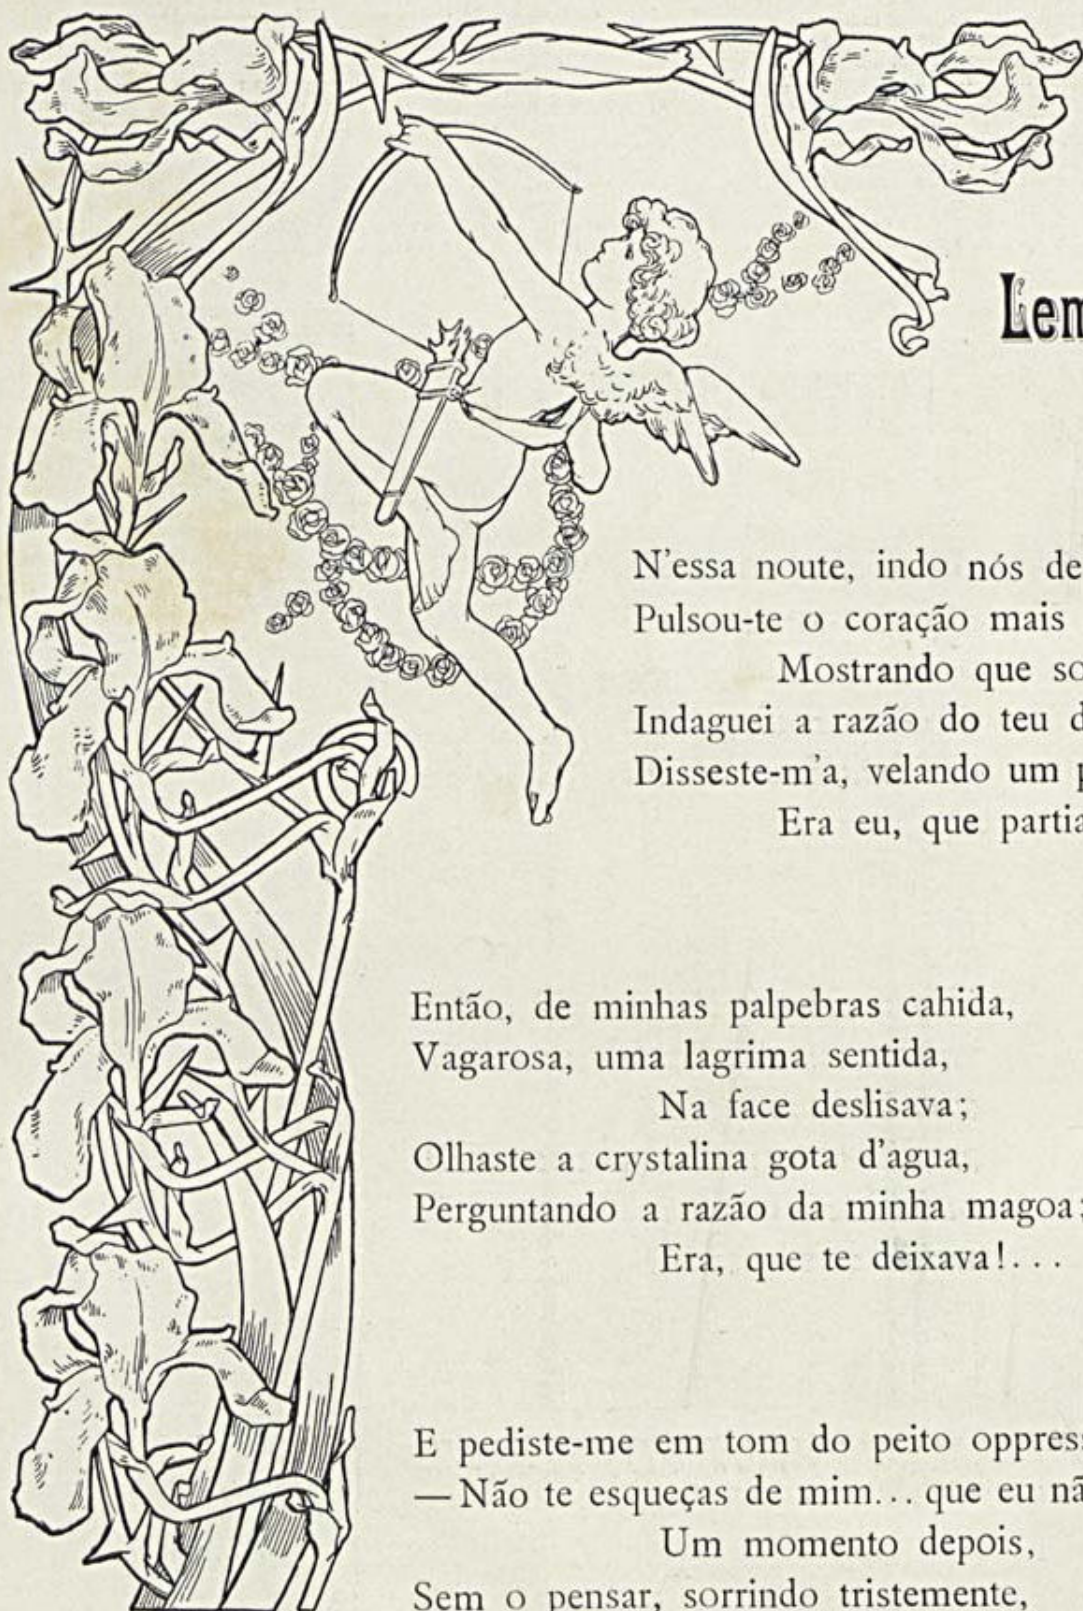 Lem
N'essa noute, indo nós de
Pulsou-te o coração mais
Mostrando que so
Indaguei a razão do teu d
Disseste-m'a, velando um p
Era eu, que partia
Então, de minhas palpebras cahida,
Vagarosa, uma lagrima sentida,
Na face deslisava;
Olhaste a crystalina gota d'agua,
Perguntando a razão da minha magoa:
Era, que te deixava!...
E pediste-me em tom do peito oppres
—Não te esqueças de mim... que eu nã
Um momento depois,
Sem o pensar, sorrindo tristemente,